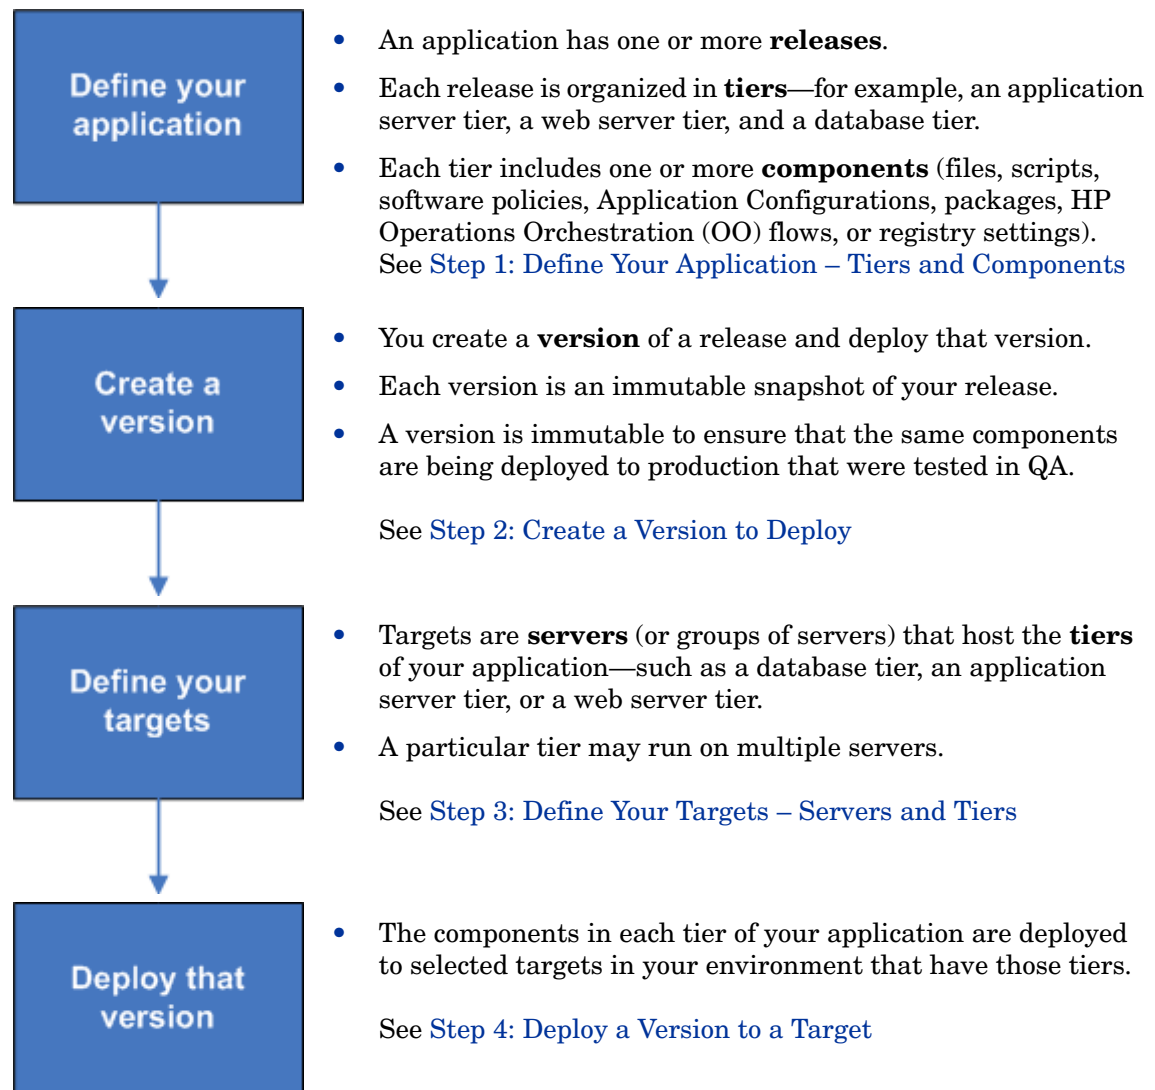 Define your
application
• An application has one or more releases.
• Each release is organized in tiers—for example, an application
server tier, a web server tier, and a database tier.
• Each tier includes one or more components (files, scripts,
software policies, Application Configurations, packages, HP
Operations Orchestration (OO) flows, or registry settings).
See Step 1: Define Your Application – Tiers and Components
Create a
version
• You create a version of a release and deploy that version.
• Each version is an immutable snapshot of your release.
• A version is immutable to ensure that the same components
are being deployed to production that were tested in QA.
See Step 2: Create a Version to Deploy
Define your
targets
• Targets are servers (or groups of servers) that host the tiers
of your application—such as a database tier, an application
server tier, or a web server tier.
• A particular tier may run on multiple servers.
See Step 3: Define Your Targets – Servers and Tiers
Deploy that
version
• The components in each tier of your application are deployed
to selected targets in your environment that have those tiers.
See Step 4: Deploy a Version to a Target